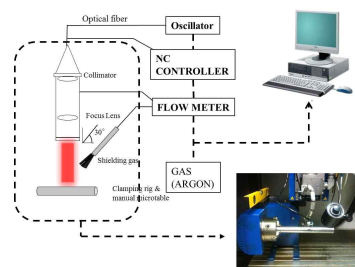 Optical fiber
Oscillator
NC
CONTROLLER
Collimator
FLOW METER
Focus Lens
30°
Shielding gas
GAS
(ARGON)
Clamping rig &
manual microtable